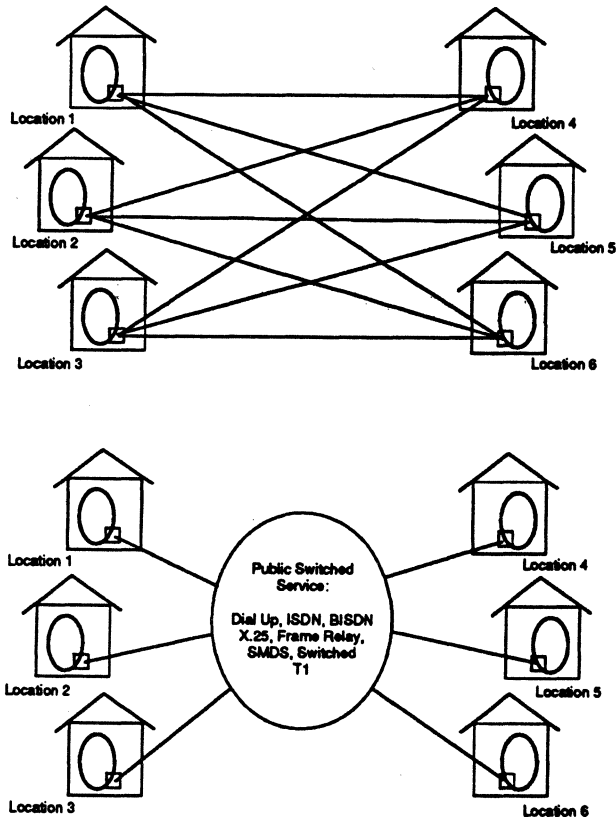 Location 1
Location 4
Location 2
Location 5
Location 3
Location 6
Location 1
Location 4
Public Switched
Service:
Dial Up, ISDN, BISDN
X.25, Frame Relay,
SMDS, Switched
T1
Location 2
Location 5
Location 3
Location 6